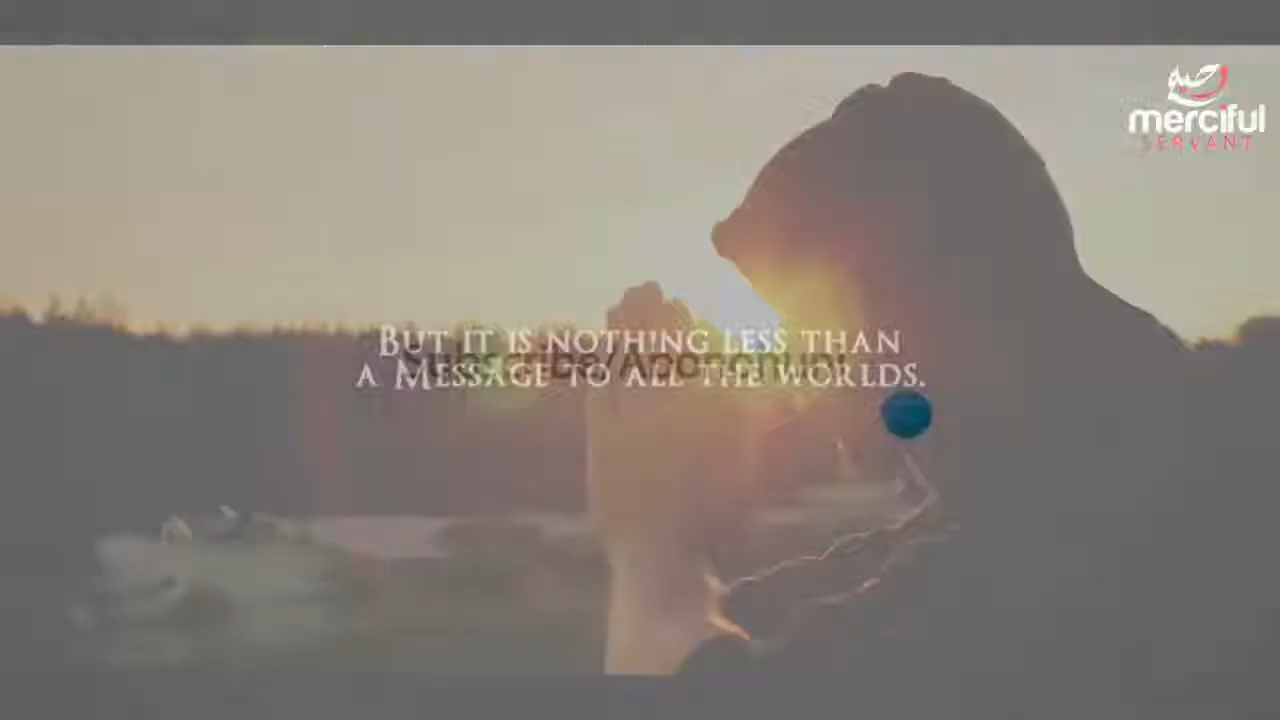 merciful
SERVANT
BUT IT IS NOTHING LESS THAN
A MESSAGE TO ALL THE WORLDS.